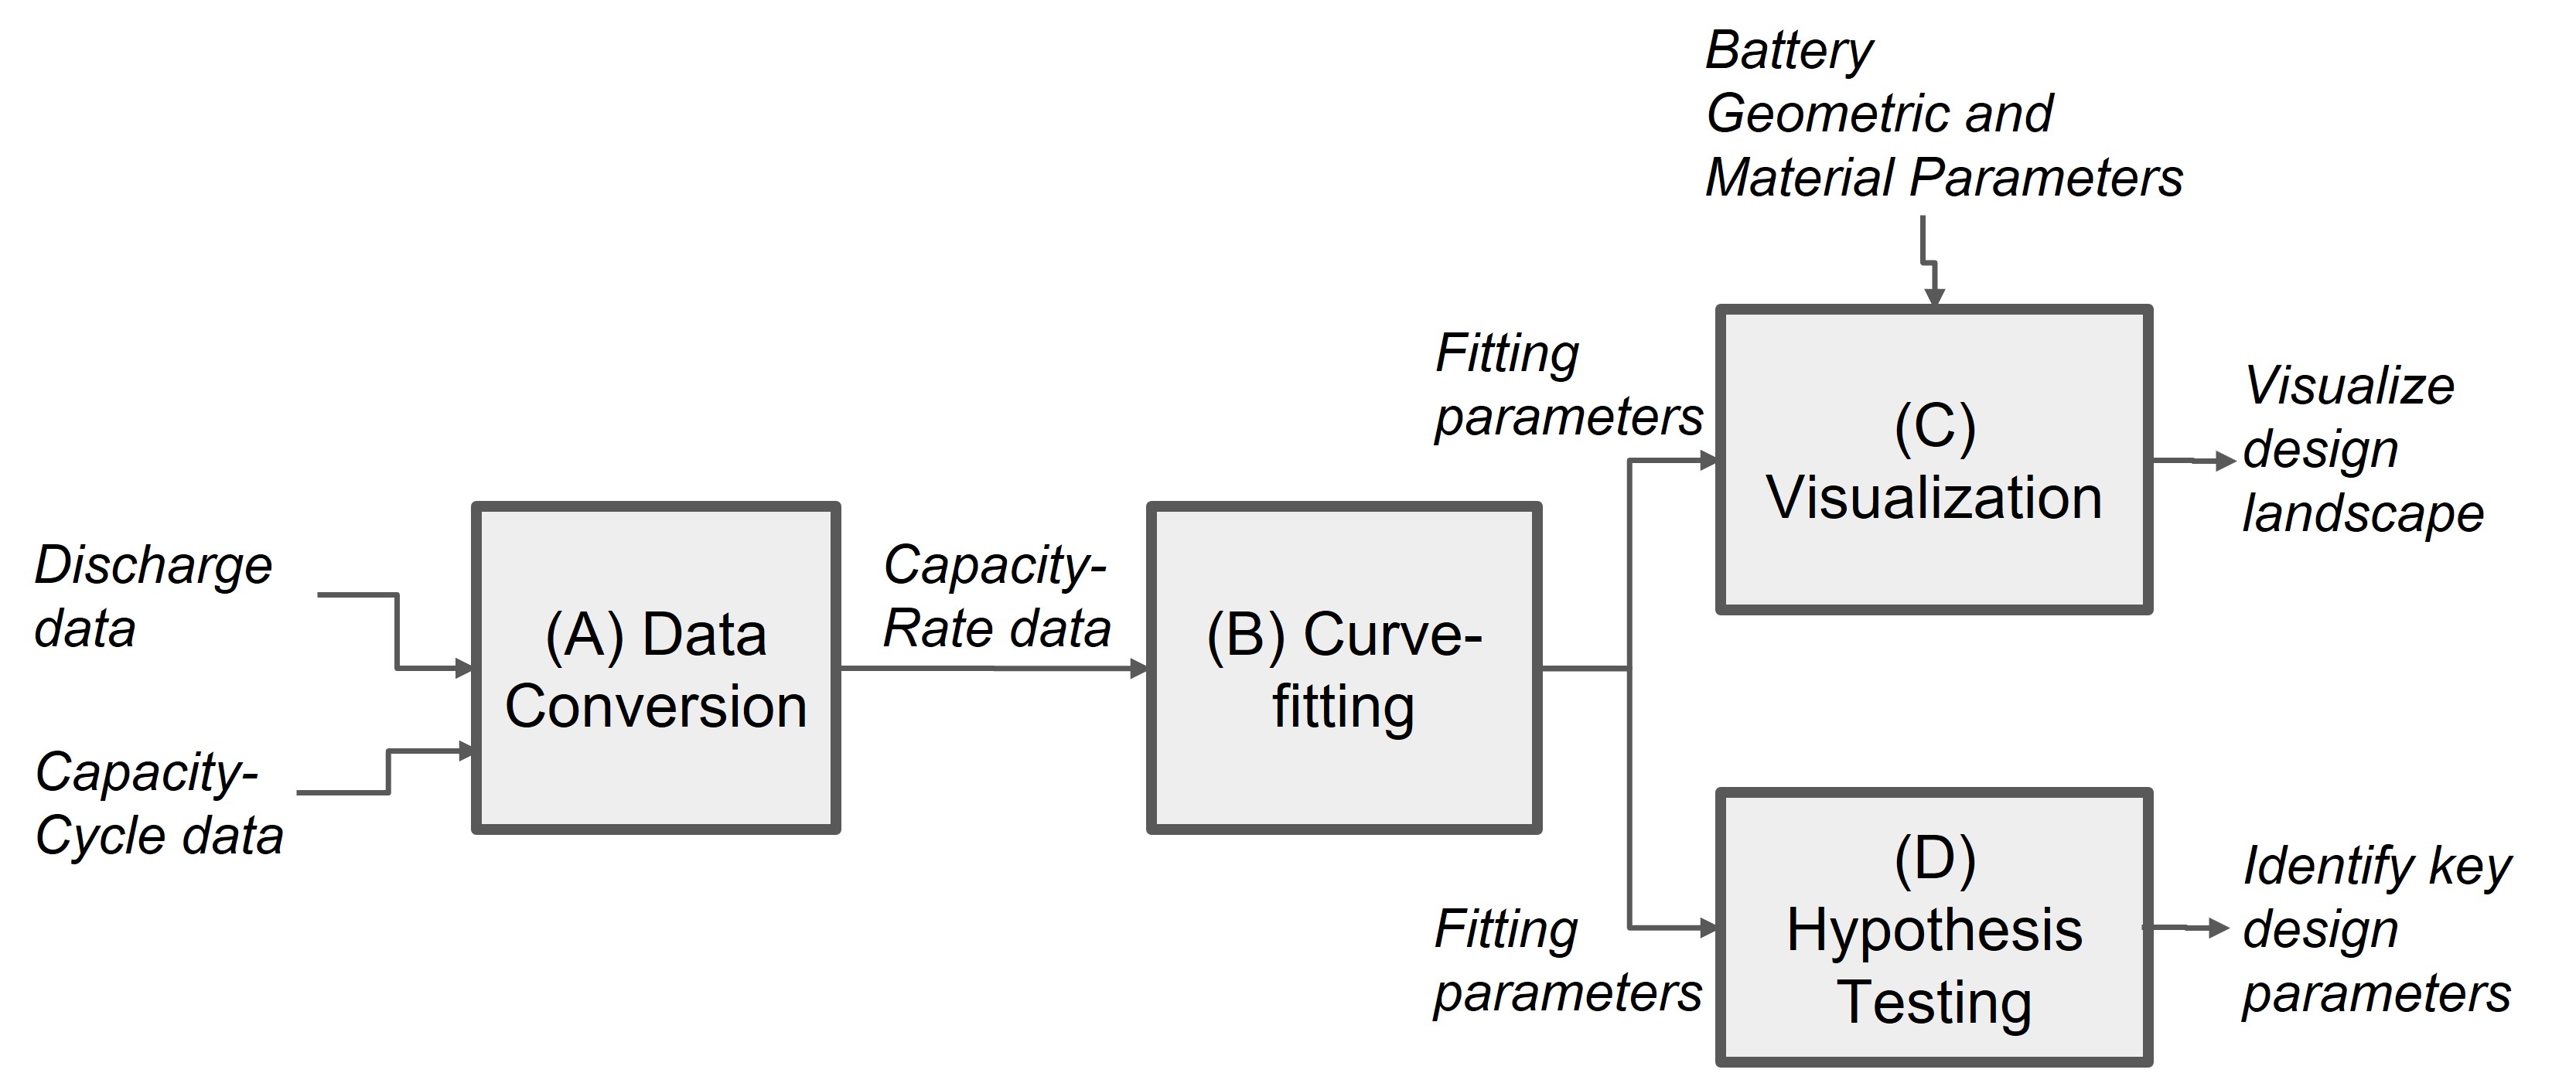 Battery
Geometric and
Material Parameters
Fitting
parameters
(C)
Visualization
Visualize
design
landscape
Discharge
data
Capacity-
Cycle data
(A) Data
Conversion
Capacity-
Rate data
(B) Curve-
fitting
Fitting
parameters
(D)
Hypothesis
Testing
Identify key
design
parameters